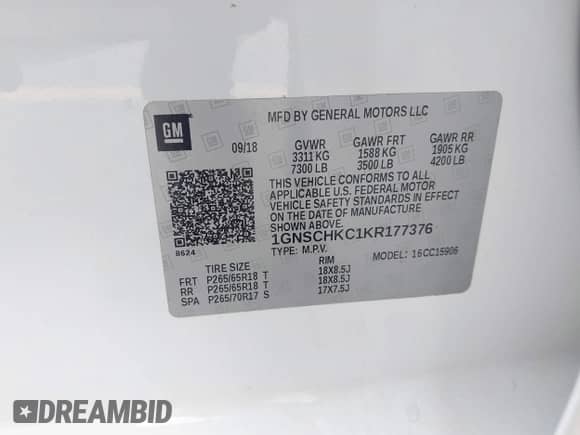 GM
MFD BY GENERAL MOTORS LLC
09/18
GVWR GAWR FRT GAWR RR
3311 KG 1588 KG 1905 KG
7300 LB 3500 LB 4200 LB
THIS VEHICLE CONFORMS TO ALL
APPLICABLE U.S. FEDERAL MOTOR
VEHICLE SAFETY STANDARDS IN EFFECT
ON THE DATE OF MANUFACTURE
SHOWN ABOVE.
1GNSCHKC1KR177376
8624
TYPE: M.P.V. MODEL: 16CC15906
TIRE SIZE RIM
FRT P265/65R18 T 18X8.5J
RR P265/65R18 T 18X8.5J
SPA P265/70R17 S 17X7.5J
DREAMBID